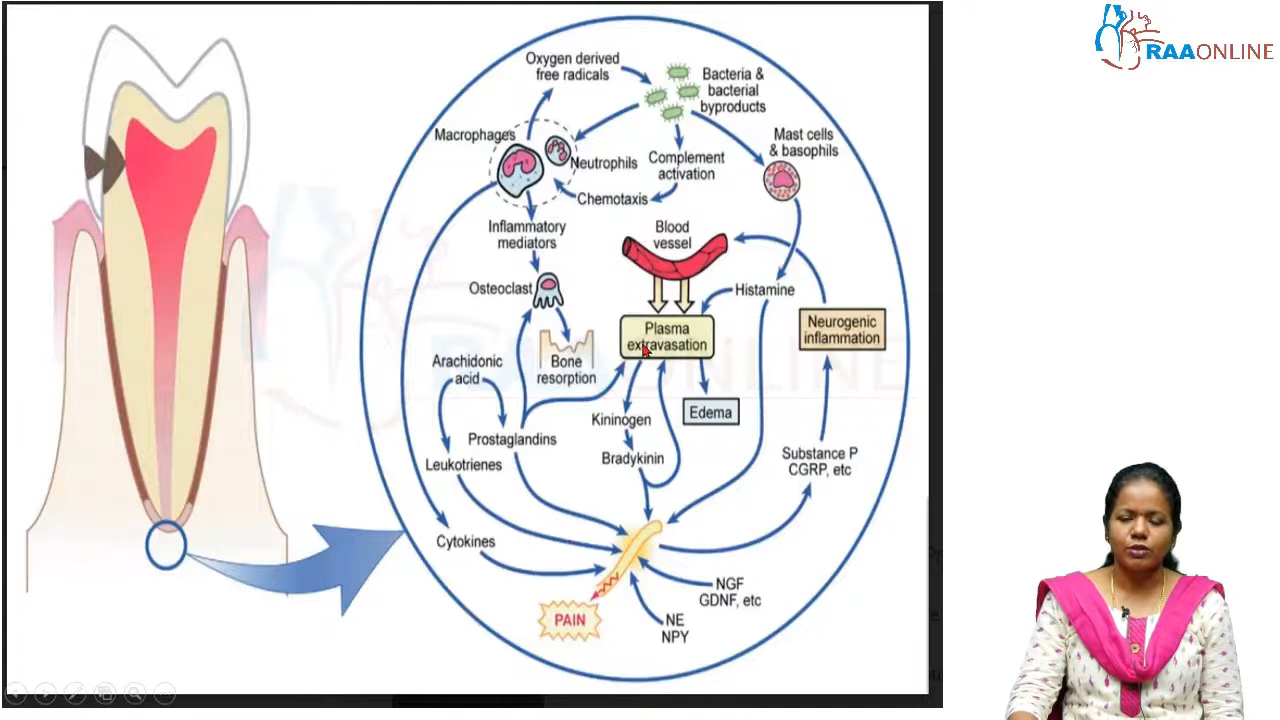 RAAONLINE
Oxygen derived
free radicals
Bacteria &
bacterial
byproducts
Macrophages
Neutrophils
Complement
activation
Mast cells
& basophils
Chemotaxis
Inflammatory
mediators
Blood
vessel
Osteoclast
Histamine
Plasma
extravasation
Neurogenic
inflammation
Arachidonic
acid
Bone
resorption
Edema
Kininogen
Prostaglandins
Bradykinin
Leukotrienes
Substance P
CGRP, etc
Cytokines
NGF
GDNF, etc
PAIN
NE
NPY